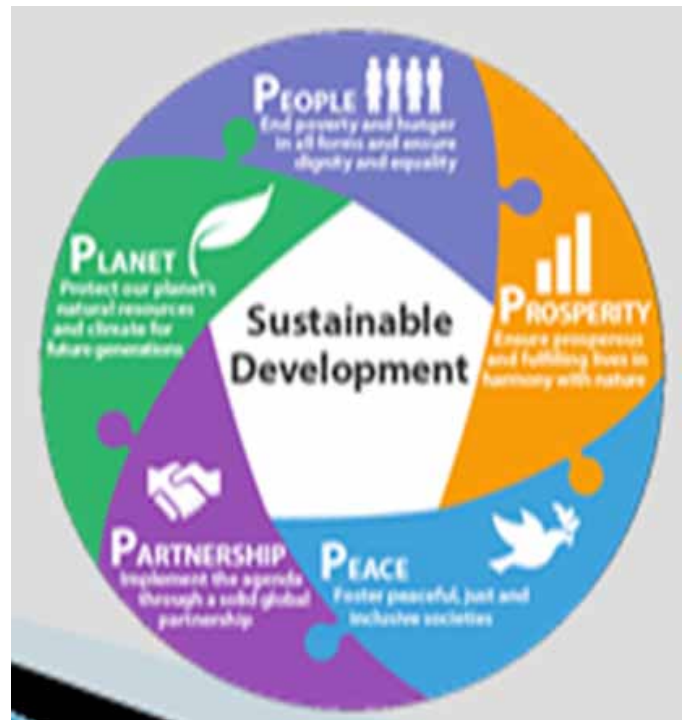 PEOPLE
End poverty and hunger
in all forms and ensure
dignity and equality
PROSPERITY
Ensure prosperous
and fulfilling lives in
harmony with nature
PEACE
Foster peaceful, just and
inclusive societies
PARTNERSHIP
Implement the agenda
through a solid global
partnership
PLANET
Protect our planet's
natural resources
and climate for
future generations
Sustainable
Development